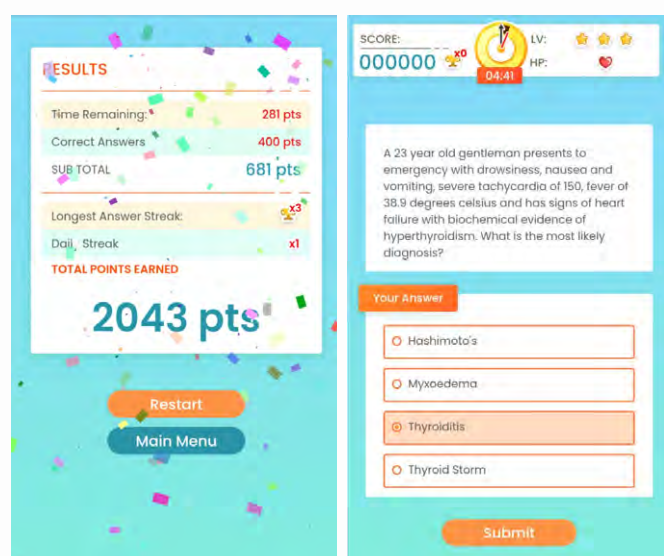 RESULTS
Time Remaining: 281 pts
Correct Answers 400 pts
SUB TOTAL 681 pts
Longest Answer Streak: x3
Daily Streak x1
TOTAL POINTS EARNED
2043 pts
Restart
Main Menu
SCORE:
000000 x0
04:41
LV:
HP:
A 23 year old gentleman presents to
emergency with drowsiness, nausea and
vomiting, severe tachycardia of 150, fever of
38.9 degrees celsius and has signs of heart
failure with biochemical evidence of
hyperthyroidism. What is the most likely
diagnosis?
Your Answer
Hashimoto's
Myxoedema
Thyroiditis
Thyroid Storm
Submit